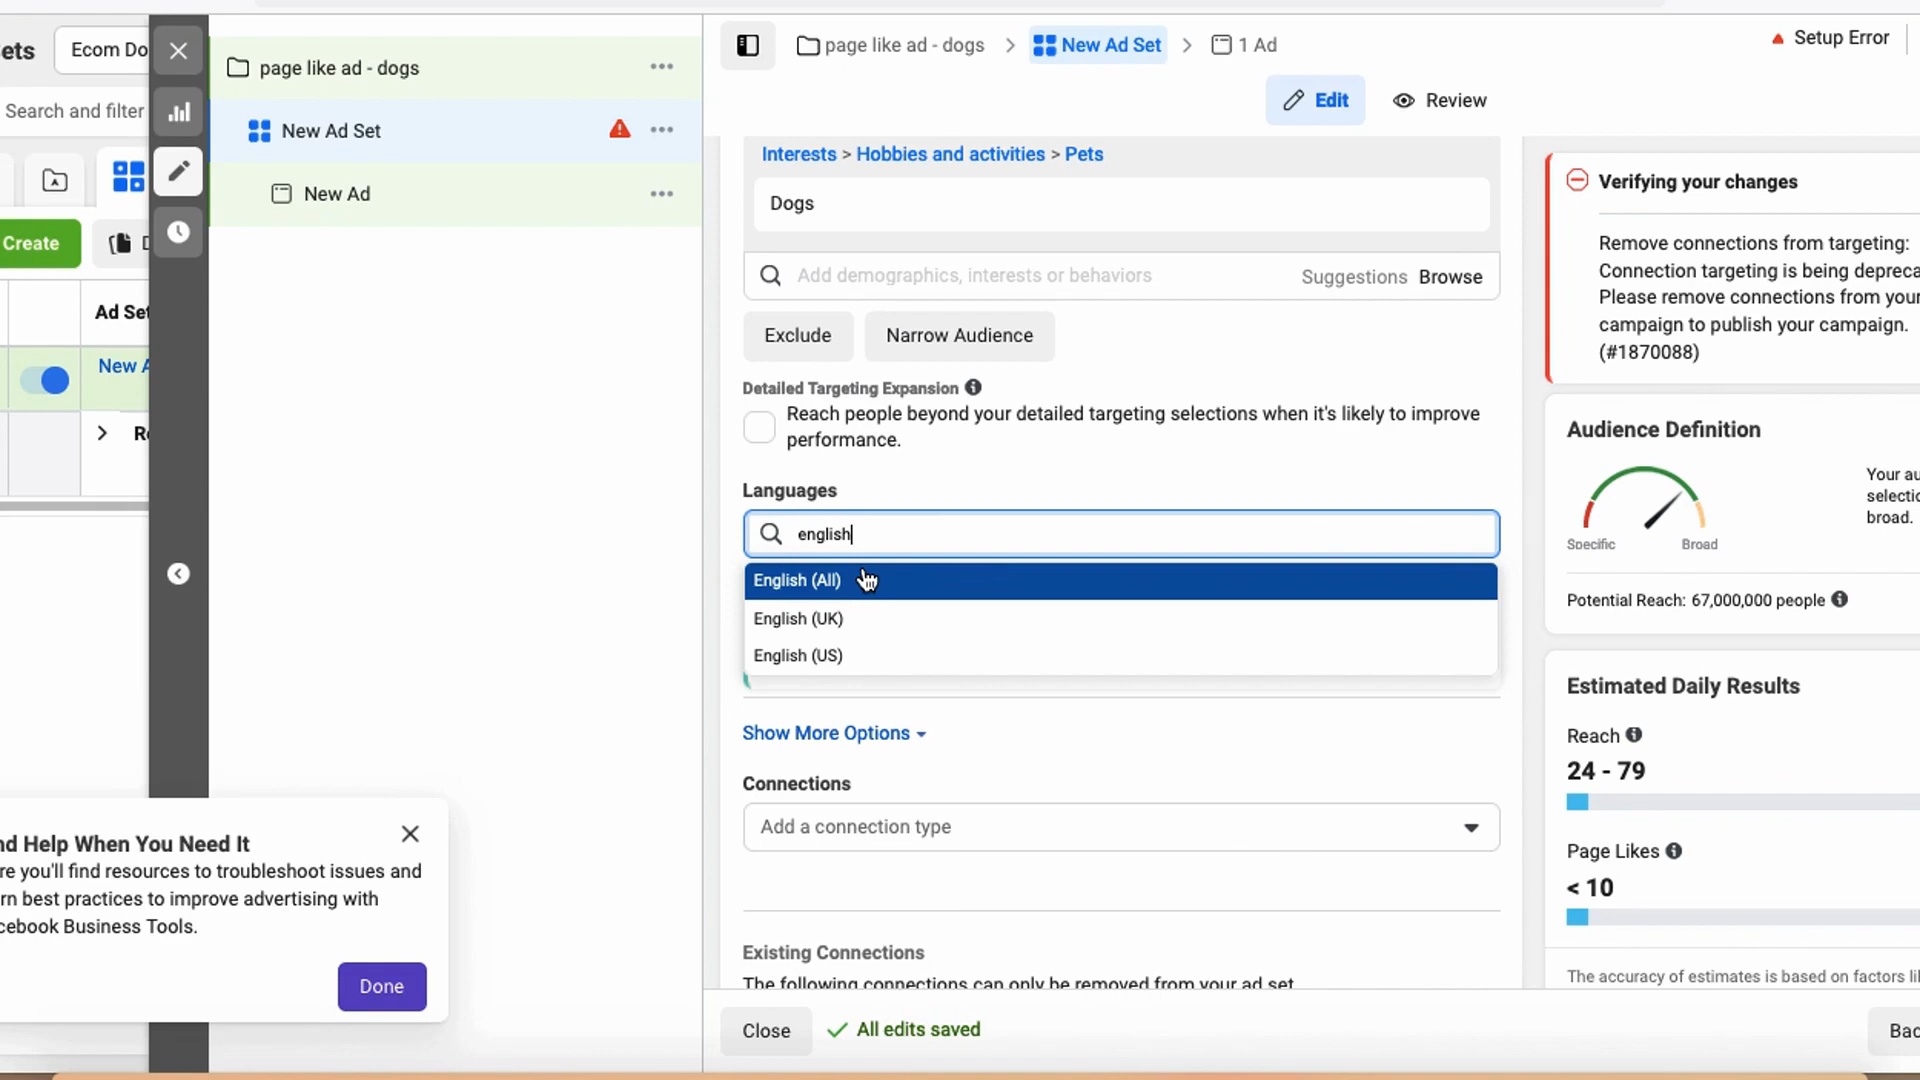 ets
Ecom Do
Search and filter
Create
D
Ad Set
New A
Re
page like ad - dogs
New Ad Set
New Ad
page like ad - dogs
New Ad Set
1 Ad
Setup Error
Edit
Review
Interests > Hobbies and activities > Pets
Dogs
Add demographics, interests or behaviors
Suggestions
Browse
Exclude
Narrow Audience
Detailed Targeting Expansion
Reach people beyond your detailed targeting selections when it's likely to improve
performance.
Languages
english
English (All)
English (UK)
English (US)
Show More Options
Connections
Add a connection type
Existing Connections
The following connections can only be removed from your ad set
Close
All edits saved
Bac
Verifying your changes
Remove connections from targeting:
Connection targeting is being depreca
Please remove connections from your
campaign to publish your campaign.
(#1870088)
Audience Definition
Specific
Broad
Your au
selectio
broad.
Potential Reach: 67,000,000 people
Estimated Daily Results
Reach
24 - 79
Page Likes
< 10
The accuracy of estimates is based on factors li
nd Help When You Need It
re you'll find resources to troubleshoot issues and
rn best practices to improve advertising with
cebook Business Tools.
Done